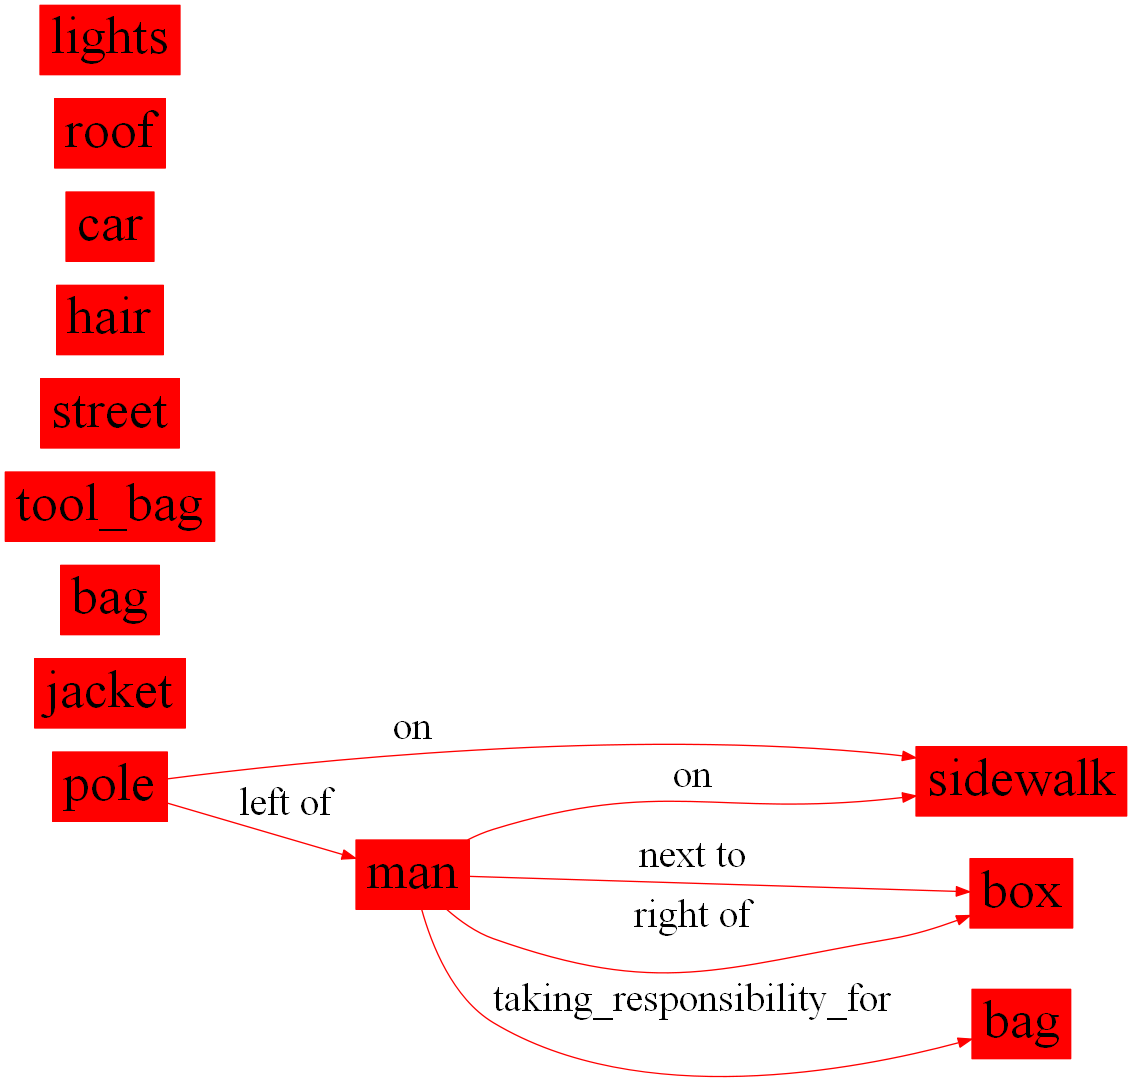 lights
roof
car
hair
street
tool_bag
bag
jacket
on
pole
sidewalk
on
left of
man
next to
box
right of
taking_responsibility_for
bag